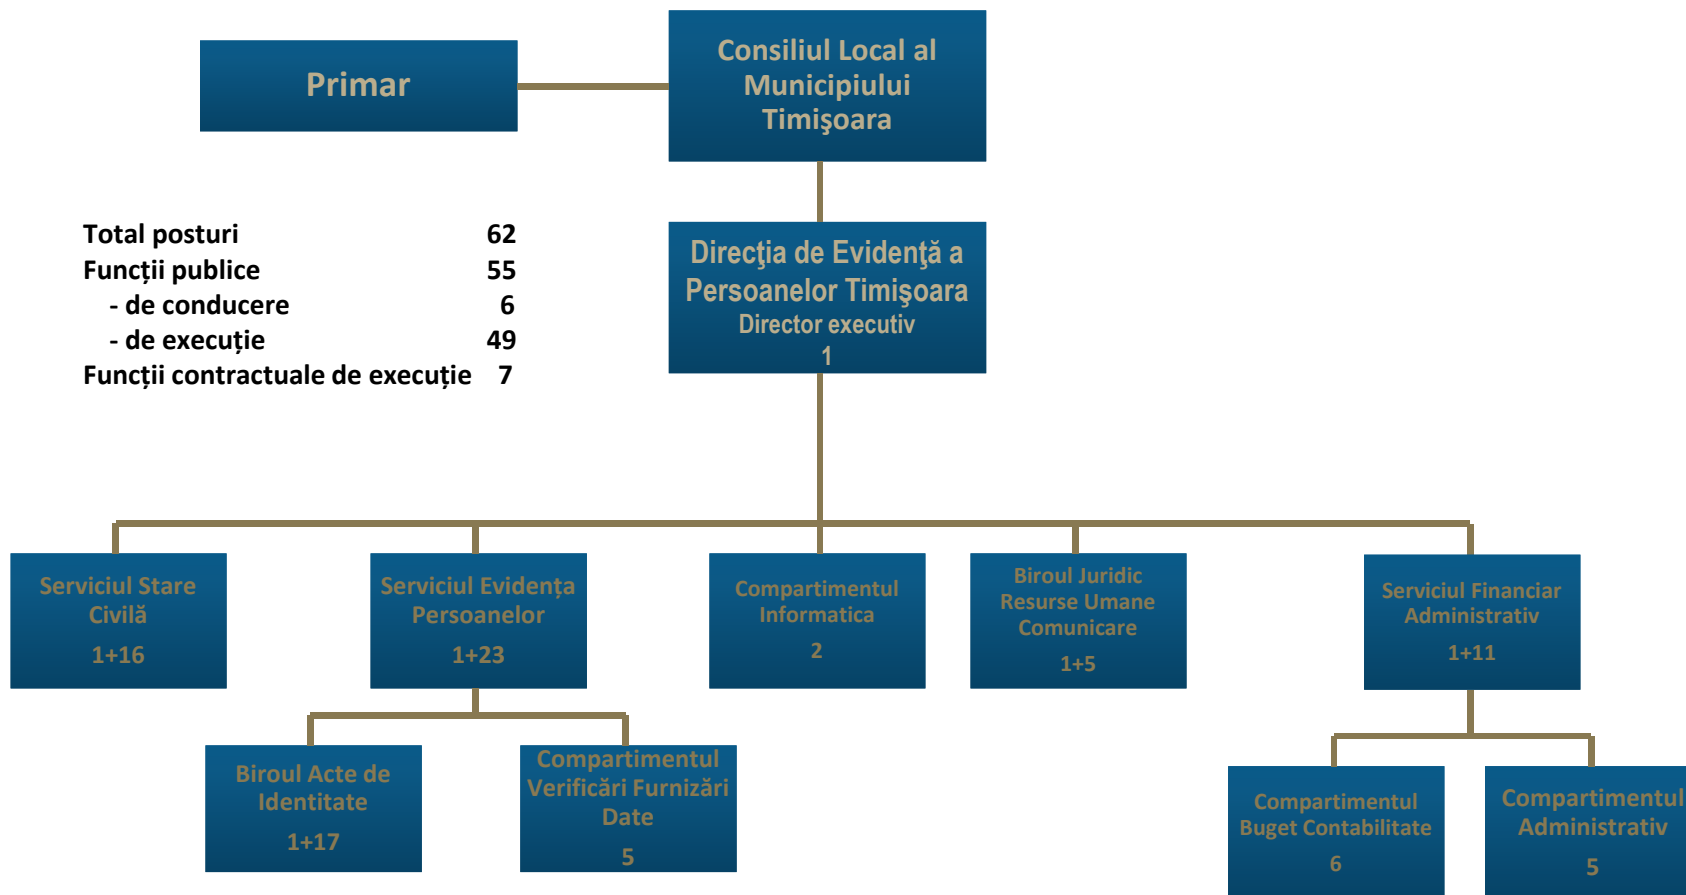 Primar
Consiliul Local al
Municipiului
Timişoara
Total posturi 62
Funcții publice 55
- de conducere 6
- de execuție 49
Funcții contractuale de execuție 7
Direcţia de Evidenţă a
Persoanelor Timişoara
Director executiv
1
Serviciul Stare
Civilă
1+16
Serviciul Evidența
Persoanelor
1+23
Compartimentul
Informatica
2
Biroul Juridic
Resurse Umane
Comunicare
1+5
Serviciul Financiar
Administrativ
1+11
Biroul Acte de
Identitate
1+17
Compartimentul
Verificări Furnizări
Date
5
Compartimentul
Buget Contabilitate
6
Compartimentul
Administrativ
5